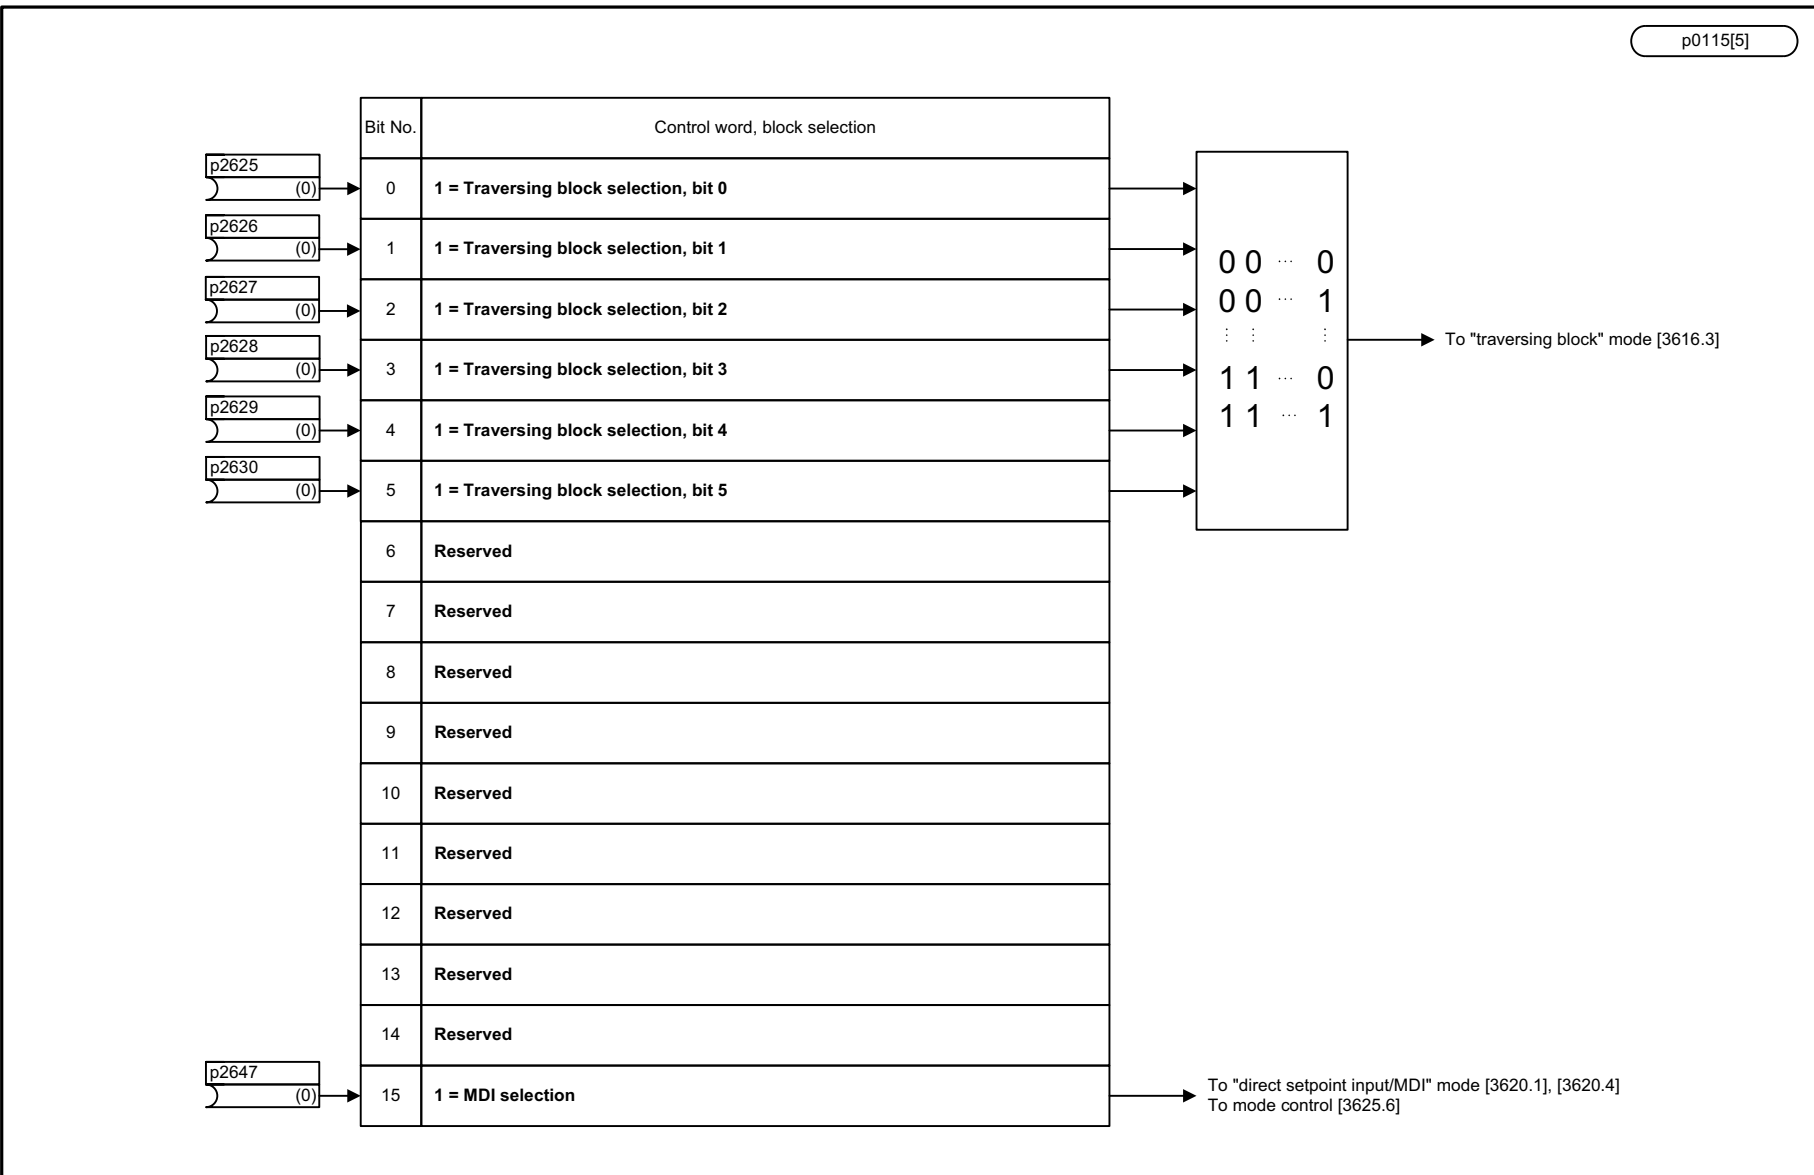 p0115[5]
Bit No. Control word, block selection
p2625
(0) 0 1 = Traversing block selection, bit 0
p2626
(0) 1 1 = Traversing block selection, bit 1
p2627
(0) 2 1 = Traversing block selection, bit 2
p2628
(0) 3 1 = Traversing block selection, bit 3
p2629
(0) 4 1 = Traversing block selection, bit 4
p2630
(0) 5 1 = Traversing block selection, bit 5
0 0 ... 0
0 0 ... 1
⋮ ⋮ ⋮
1 1 ... 0
1 1 ... 1
To "traversing block" mode [3616.3]
6 Reserved
7 Reserved
8 Reserved
9 Reserved
10 Reserved
11 Reserved
12 Reserved
13 Reserved
14 Reserved
p2647
(0) 15 1 = MDI selection
To "direct setpoint input/MDI" mode [3620.1], [3620.4]
To mode control [3625.6]